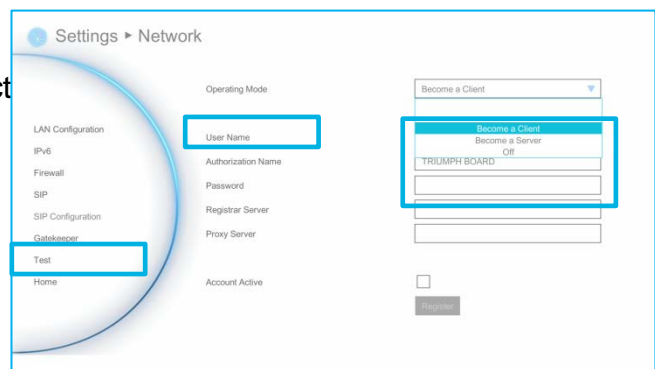 Settings ▸ Network
ct
Operating Mode
Become a Client
LAN Configuration
IPv6
Firewall
SIP
SIP Configuration
Gatekeeper
Test
Home
User Name
Authorization Name
Password
Registrar Server
Proxy Server
Account Active
Become a Client
Become a Server
Off
TRIUMPH BOARD
Register